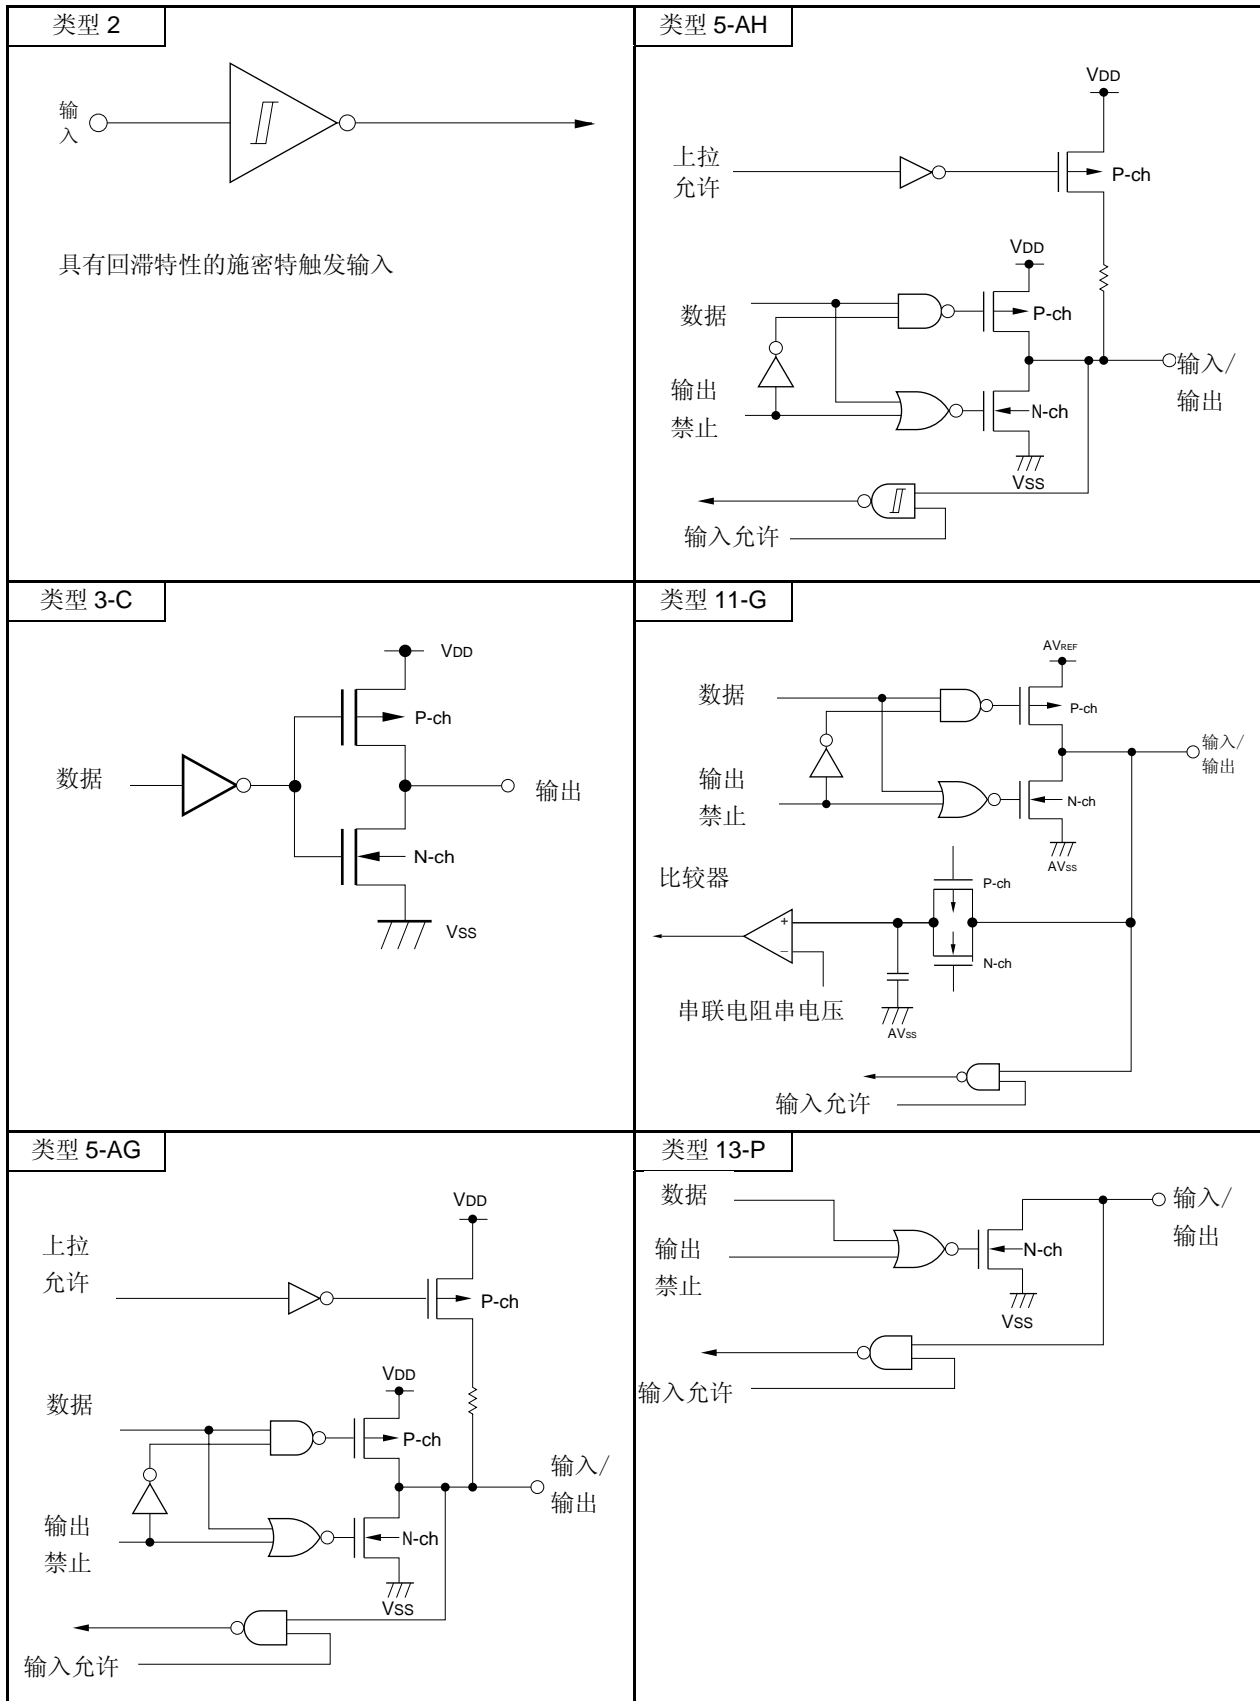 类型 2
输
入
具有回滞特性的施密特触发输入
类型 5-AH
VDD
上拉
允许
P-ch
VDD
数据
P-ch
输出
禁止
N-ch
输入/
输出
VSS
输入允许
类型 3-C
VDD
P-ch
数据
输出
N-ch
VSS
类型 11-G
AVREF
数据
P-ch
输入/
输出
输出
禁止
N-ch
AVSS
比较器
P-ch
+
–
N-ch
串联电阻串电压
AVSS
输入允许
类型 5-AG
VDD
上拉
允许
P-ch
VDD
数据
P-ch
输入/
输出
输出
禁止
N-ch
VSS
输入允许
类型 13-P
数据
输入/
输出
输出
禁止
N-ch
VSS
输入允许